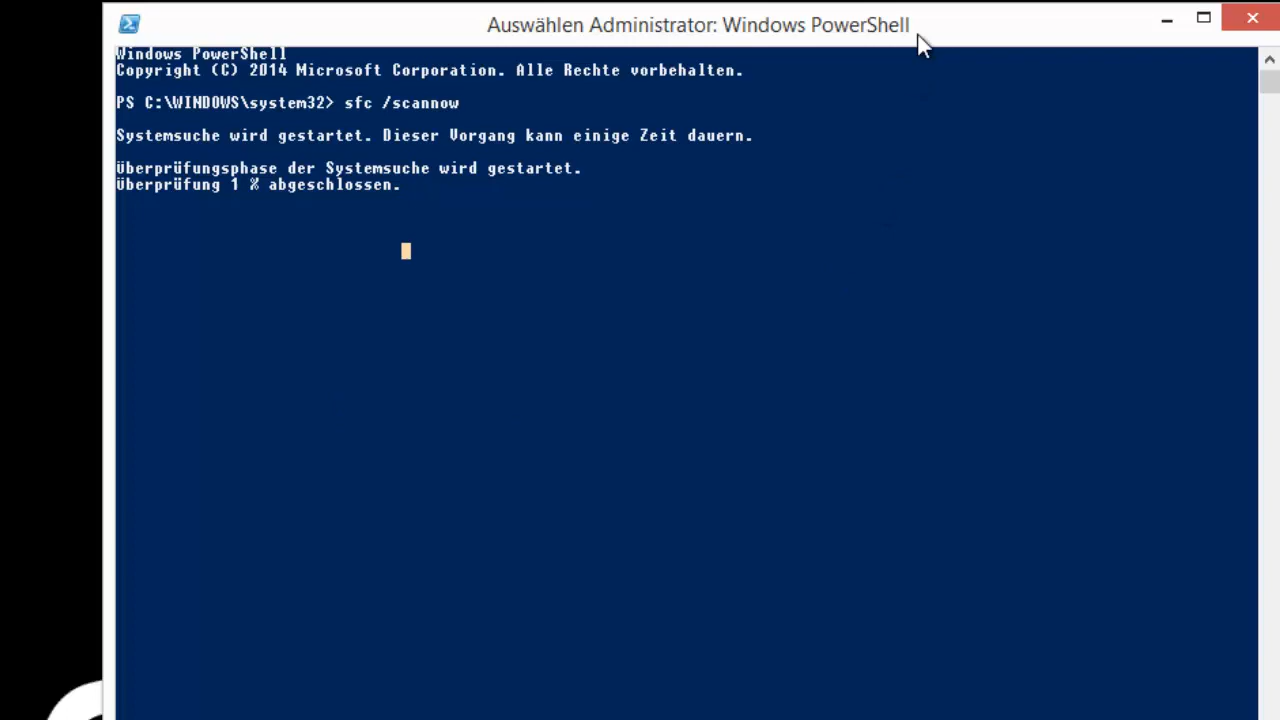 Auswählen Administrator: Windows PowerShell
Windows PowerShell
Copyright (C) 2014 Microsoft Corporation. Alle Rechte vorbehalten.
PS C:\WINDOWS\system32> sfc /scannow
Systemsuche wird gestartet. Dieser Vorgang kann einige Zeit dauern.
Überprüfungsphase der Systemsuche wird gestartet.
Überprüfung 1 % abgeschlossen.